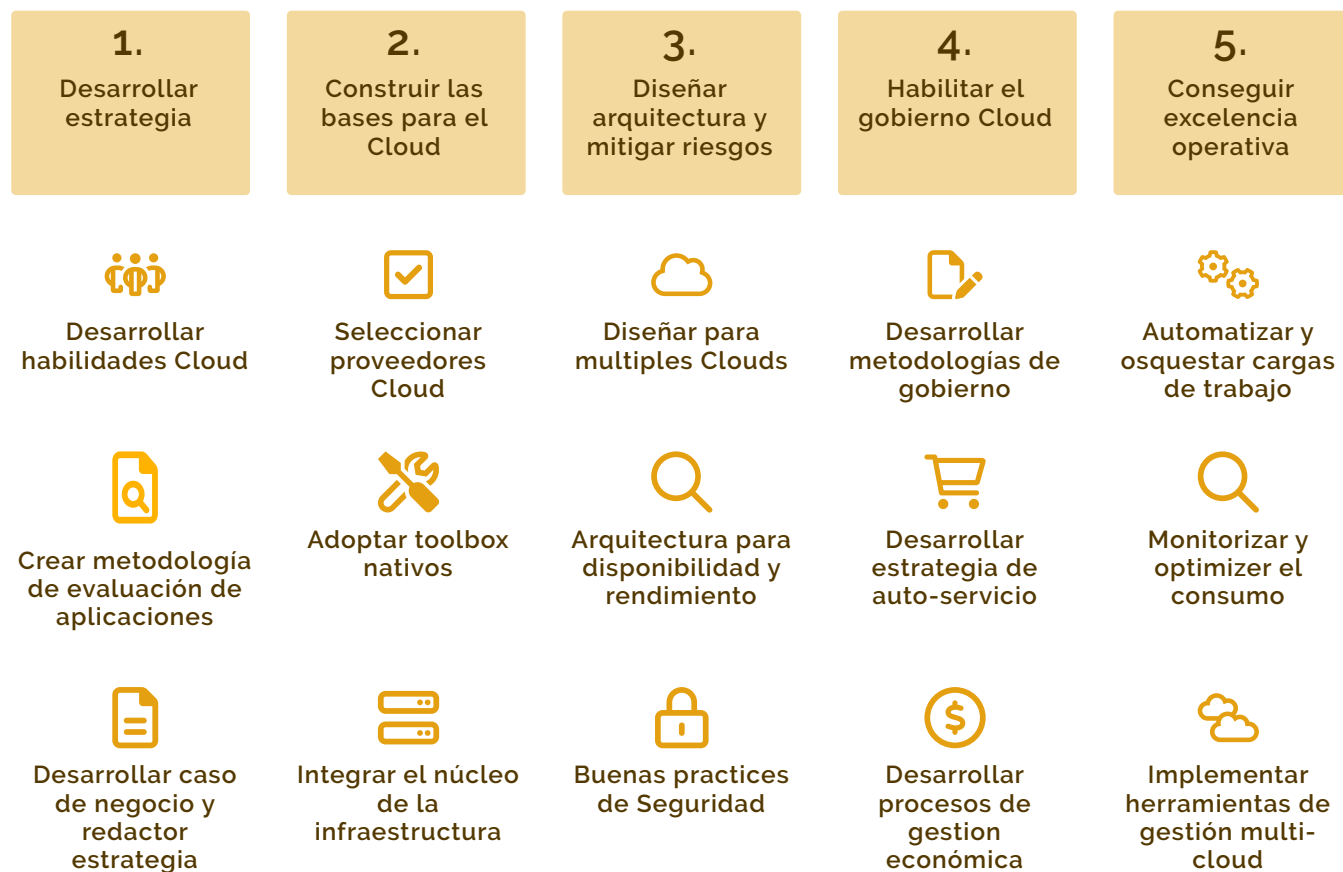 1.
Desarrollar
estrategia
2.
Construir las
bases para el
Cloud
3.
Diseñar
arquitectura y
mitigar riesgos
4.
Habilitar el
gobierno Cloud
5.
Conseguir
excelencia
operativa
Desarrollar
habilidades Cloud
Seleccionar
proveedores
Cloud
Diseñar para
multiples Clouds
Desarrollar
metodologías de
gobierno
Automatizar y
osquestar cargas
de trabajo
Crear metodología
de evaluación de
aplicaciones
Adoptar toolbox
nativos
Arquitectura para
disponibilidad y
rendimiento
Desarrollar
estrategia de
auto-servicio
Monitorizar y
optimizer el
consumo
Desarrollar caso
de negocio y
redactor
estrategia
Integrar el núcleo
de la
infraestructura
Buenas practices
de Seguridad
$
Desarrollar
procesos de
gestion
económica
Implementar
herramientas de
gestión multi-
cloud